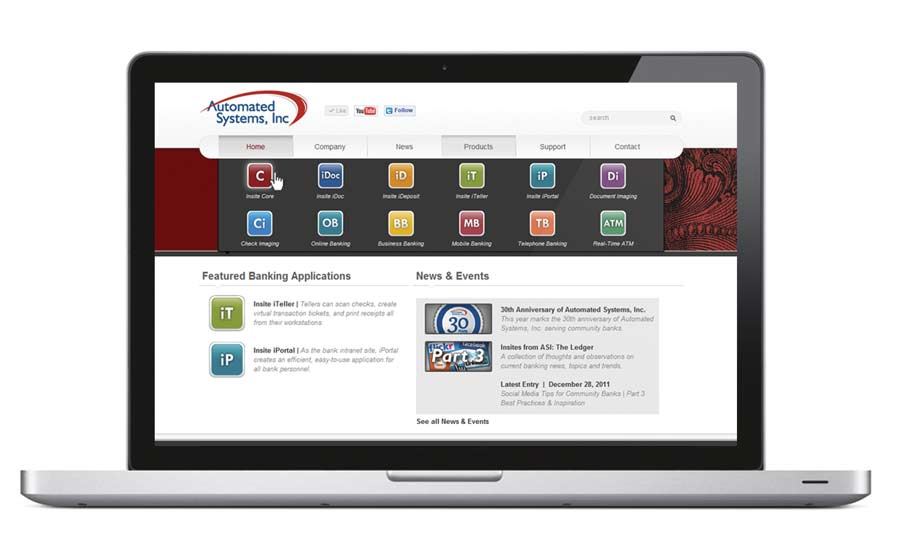 Automated
Systems, Inc
Like
YouTube
Follow
search
Home
Company
News
Products
Support
Contact
C
iDoc
iD
iT
iP
Di
Insite Core
Insite iDoc
Insite iDeposit
Insite iTeller
Insite iPortal
Document Imaging
Ci
OB
BB
MB
TB
ATM
Check Imaging
Online Banking
Business Banking
Mobile Banking
Telephone Banking
Real-Time ATM
Featured Banking Applications
iT
Insite iTeller | Tellers can scan checks, create
virtual transaction tickets, and print receipts all
from their workstations.
iP
Insite iPortal | As the bank intranet site, iPortal
creates an efficient, easy-to-use application for
all bank personnel.
News & Events
30
30th Anniversary of Automated Systems, Inc.
This year marks the 30th anniversary of Automated
Systems, Inc. serving community banks.
flickr
facebook
Part 3
Insites from ASI: The Ledger
A collection of thoughts and observations on
current banking news, topics and trends.
Latest Entry | December 28, 2011
Social Media Tips for Community Banks | Part 3
Best Practices & Inspiration
See all News & Events